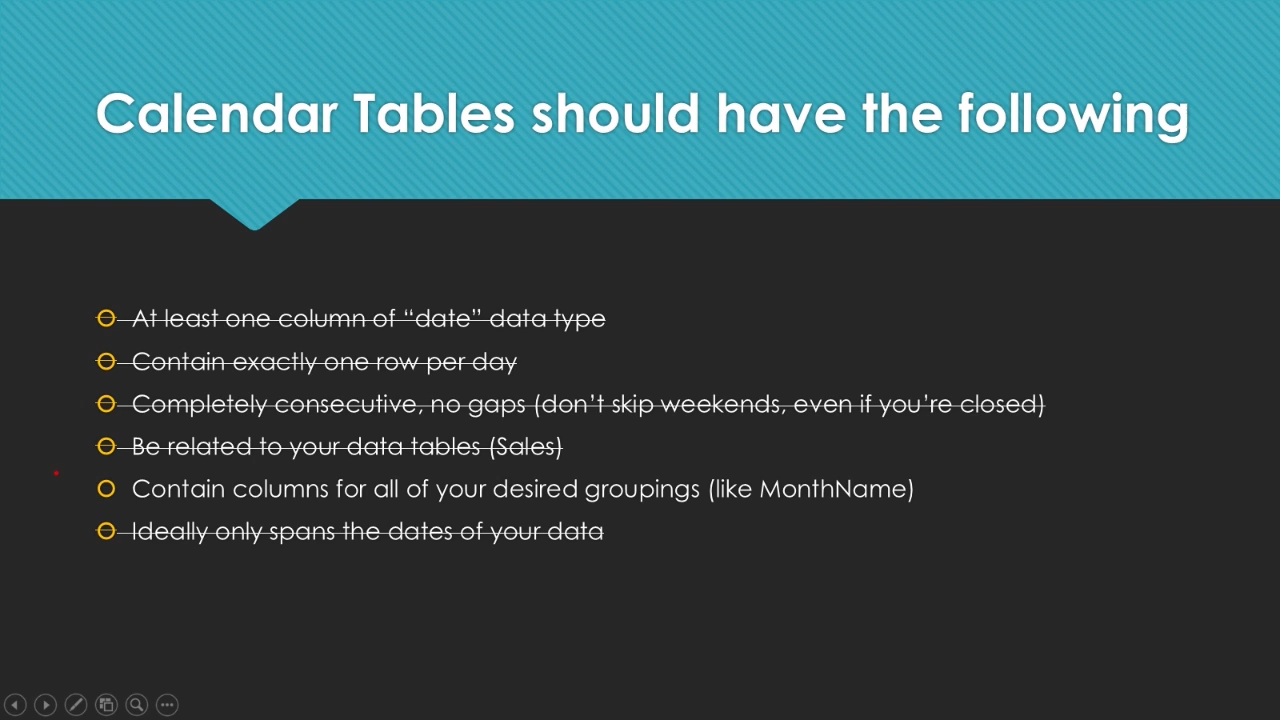 Calendar Tables should have the following
At least one column of “date” data type
Contain exactly one row per day
Completely consecutive, no gaps (don’t skip weekends, even if you’re closed)
Be related to your data tables (Sales)
Contain columns for all of your desired groupings (like MonthName)
Ideally only spans the dates of your data